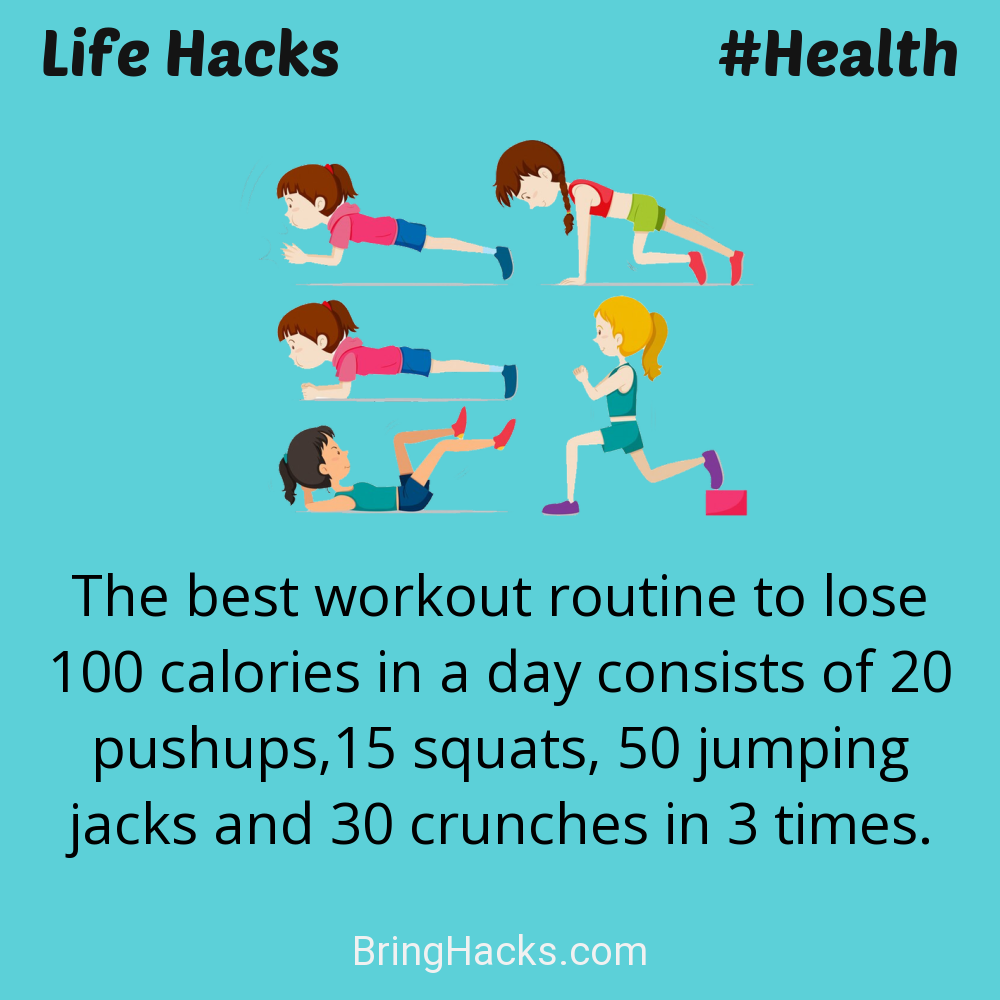 Life Hacks
#Health
The best workout routine to lose
100 calories in a day consists of 20
pushups,15 squats, 50 jumping
jacks and 30 crunches in 3 times.
BringHacks.com